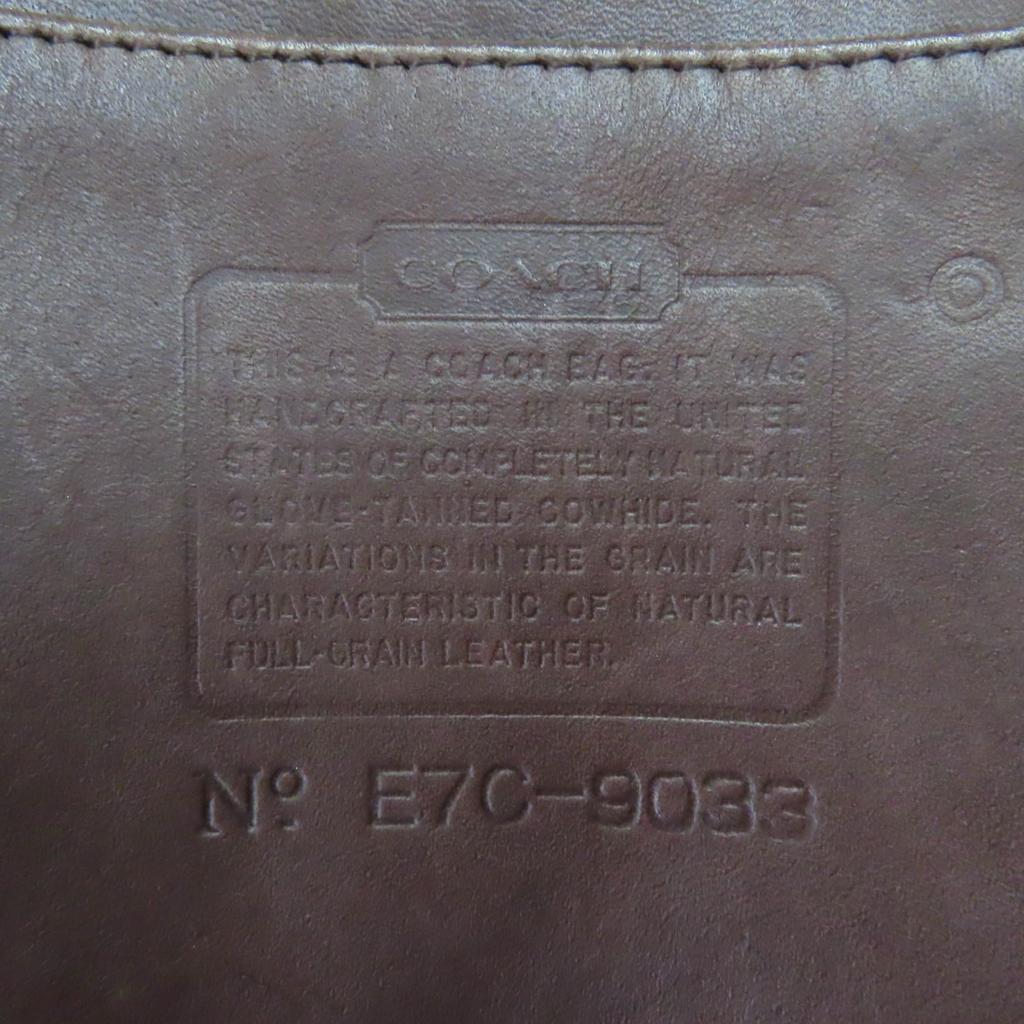 COACH
THIS IS A COACH BAG. IT WAS
HANDCRAFTED IN THE UNITED
STATES OF COMPLETELY NATURAL
GLOVE-TANNED COWHIDE. THE
VARIATIONS IN THE GRAIN ARE
CHARACTERISTIC OF NATURAL
FULL-GRAIN LEATHER.
Nº E7C-9033